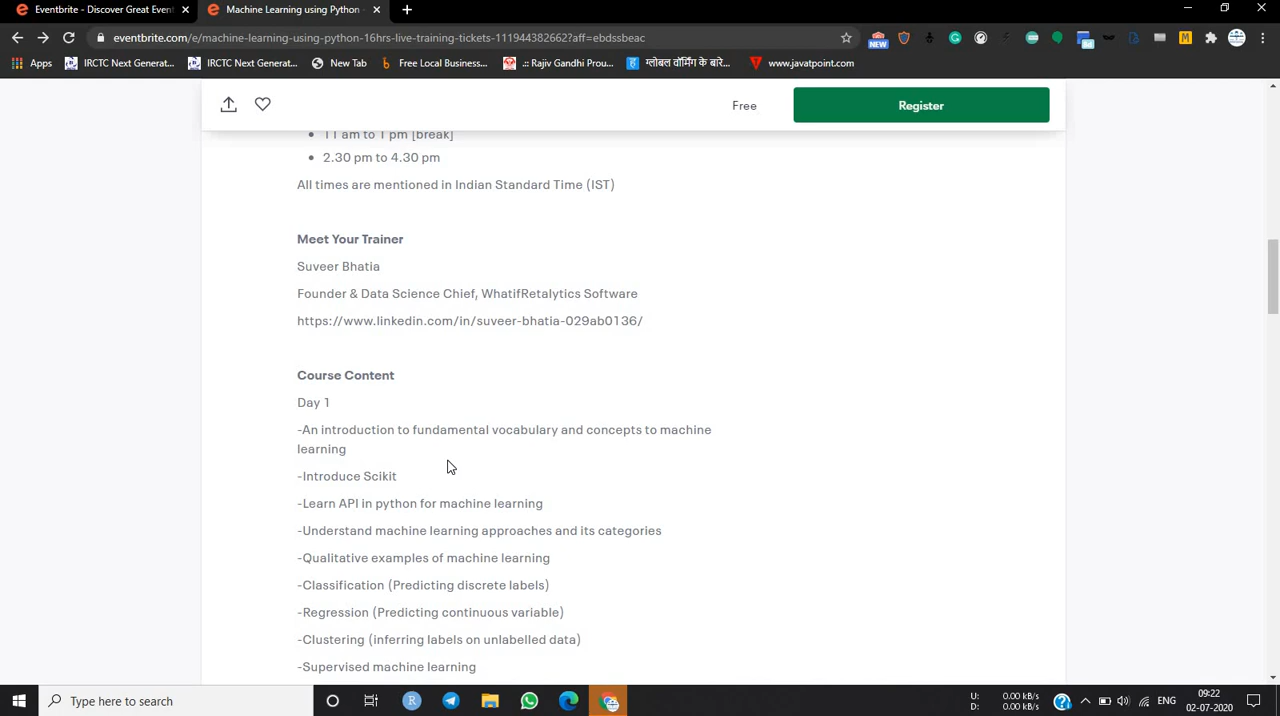 Eventbrite - Discover Great Event
Machine Learning using Python -
eventbrite.com/e/machine-learning-using-python-16hrs-live-training-tickets-111944382662?aff=ebdssbeac
NEW
Apps
IRCTC Next Generat...
IRCTC Next Generat...
New Tab
Free Local Business...
.:: Rajiv Gandhi Prou...
ग्लोबल वॉर्मिंग के बारे...
www.javatpoint.com
Free
Register
11 am to 1 pm [break]
2.30 pm to 4.30 pm
All times are mentioned in Indian Standard Time (IST)
Meet Your Trainer
Suveer Bhatia
Founder & Data Science Chief, WhatifRetalytics Software
https://www.linkedin.com/in/suveer-bhatia-029ab0136/
Course Content
Day 1
-An introduction to fundamental vocabulary and concepts to machine
learning
-Introduce Scikit
-Learn API in python for machine learning
-Understand machine learning approaches and its categories
-Qualitative examples of machine learning
-Classification (Predicting discrete labels)
-Regression (Predicting continuous variable)
-Clustering (inferring labels on unlabelled data)
-Supervised machine learning
Type here to search
U: 0.00 kB/s
D: 0.00 kB/s
ENG
09:22
02-07-2020